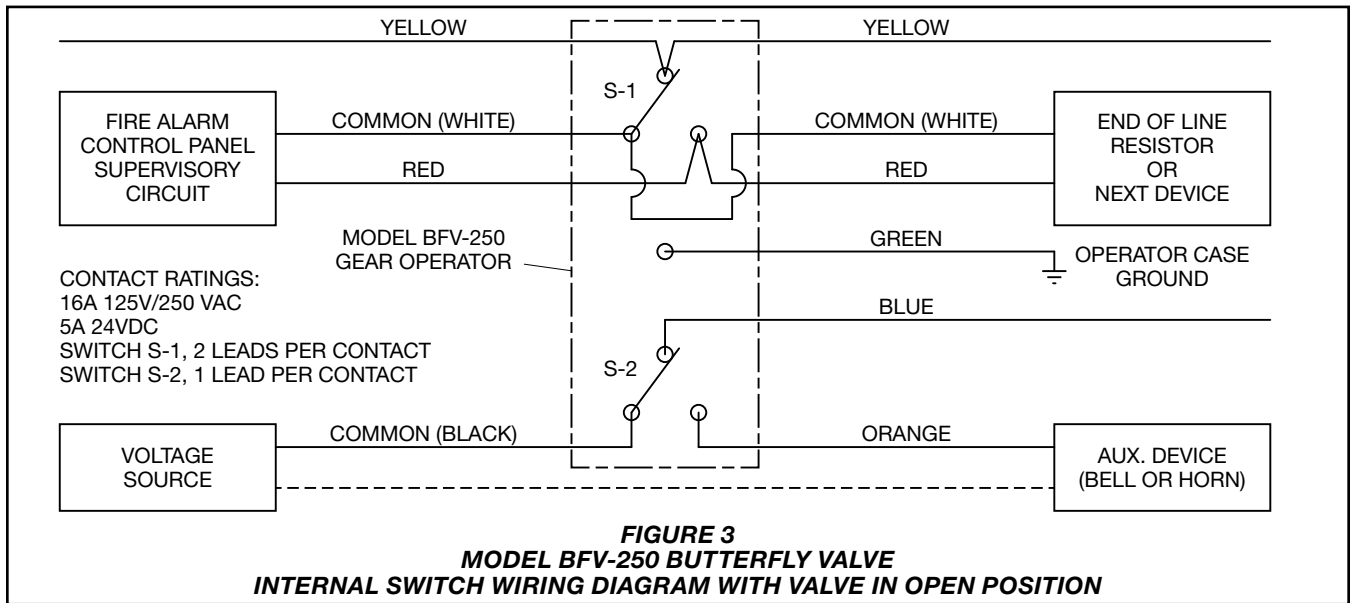 YELLOW
YELLOW
S-1
FIRE ALARM
CONTROL PANEL
SUPERVISORY
CIRCUIT
COMMON (WHITE)
COMMON (WHITE)
RED
RED
END OF LINE
RESISTOR
OR
NEXT DEVICE
MODEL BFV-250
GEAR OPERATOR
GREEN
OPERATOR CASE
GROUND
CONTACT RATINGS:
16A 125V/250 VAC
5A 24VDC
SWITCH S-1, 2 LEADS PER CONTACT
SWITCH S-2, 1 LEAD PER CONTACT
BLUE
S-2
VOLTAGE
SOURCE
COMMON (BLACK)
ORANGE
AUX. DEVICE
(BELL OR HORN)
FIGURE 3
MODEL BFV-250 BUTTERFLY VALVE
INTERNAL SWITCH WIRING DIAGRAM WITH VALVE IN OPEN POSITION